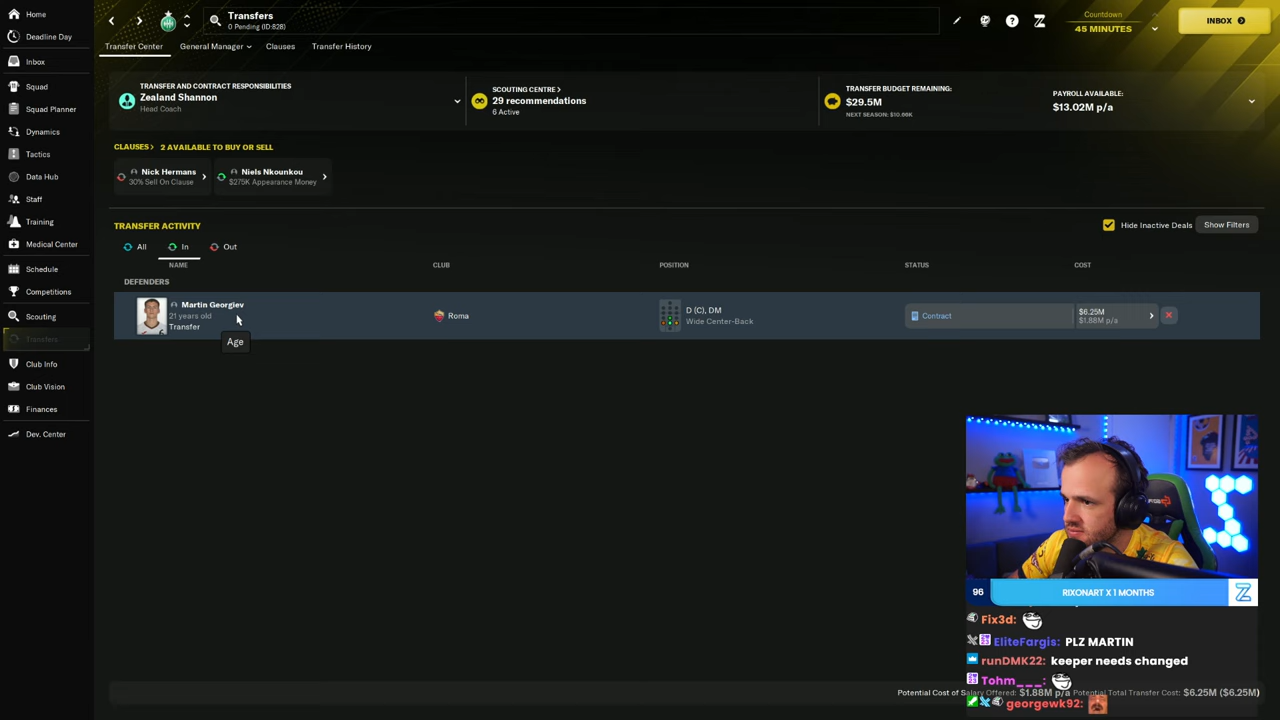 Home
Deadline Day
Inbox
Squad
Squad Planner
Dynamics
Tactics
Data Hub
Staff
Training
Medical Center
Schedule
Competitions
Scouting
Transfers
Club Info
Club Vision
Finances
Dev. Center
Transfers
0 Pending (ID:828)
Countdown
45 MINUTES
INBOX
Transfer Center
General Manager
Clauses
Transfer History
TRANSFER AND CONTRACT RESPONSIBILITIES
Zealand Shannon
Head Coach
SCOUTING CENTRE >
29 recommendations
6 Active
TRANSFER BUDGET REMAINING:
$29.5M
NEXT SEASON: $10.66K
PAYROLL AVAILABLE:
$13.02M p/a
CLAUSES > 2 AVAILABLE TO BUY OR SELL
Nick Hermans
30% Sell On Clause
Niels Nkounkou
$275K Appearance Money
TRANSFER ACTIVITY
Hide Inactive Deals
Show Filters
All
In
Out
NAME
CLUB
POSITION
STATUS
COST
DEFENDERS
Martin Georgiev
21 years old
Transfer
Age
Roma
D (C), DM
Wide Center-Back
Contract
$6.25M
$1.88M p/a
96
RIXONART X 1 MONTHS
Z
Fix3d:
EliteFargis: PLZ MARTIN
runDMK22: keeper needs changed
Tohm___:
georgewk92:
Potential Cost of Salary Offered: $1.88M p/a Potential Total Transfer Cost: $6.25M ($6.25M)